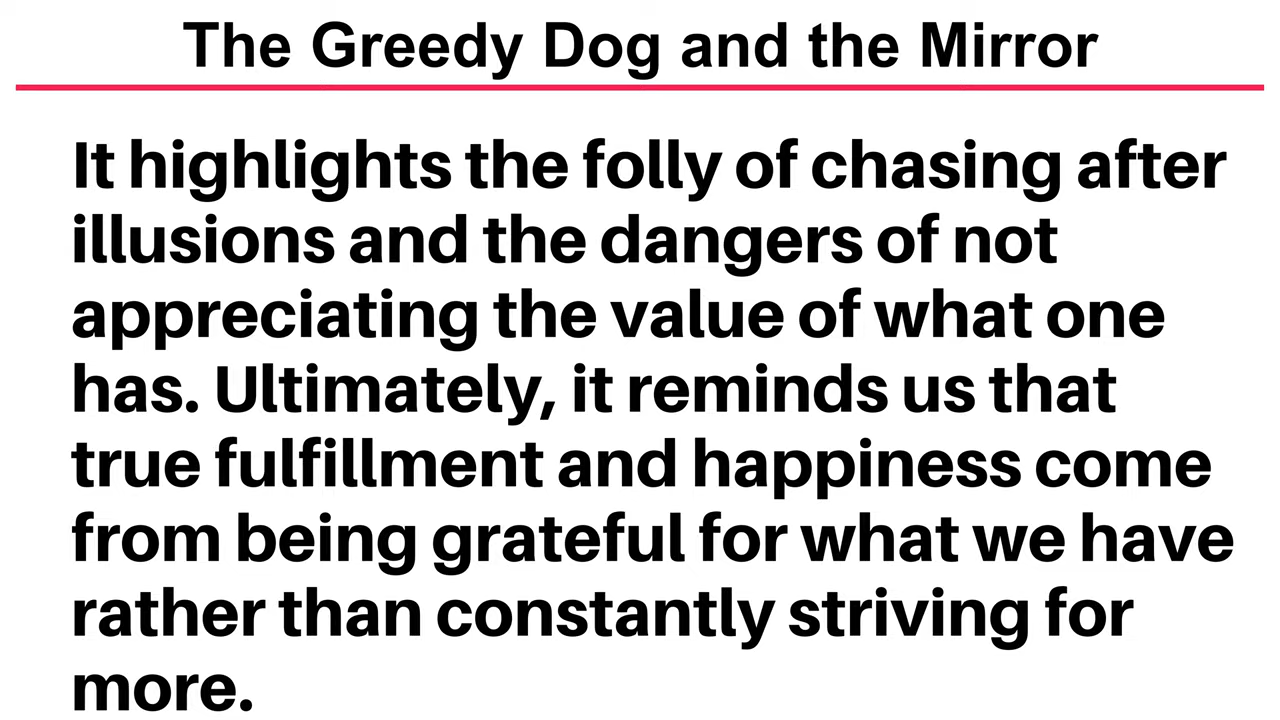 The Greedy Dog and the Mirror
It highlights the folly of chasing after
illusions and the dangers of not
appreciating the value of what one
has. Ultimately, it reminds us that
true fulfillment and happiness come
from being grateful for what we have
rather than constantly striving for
more.